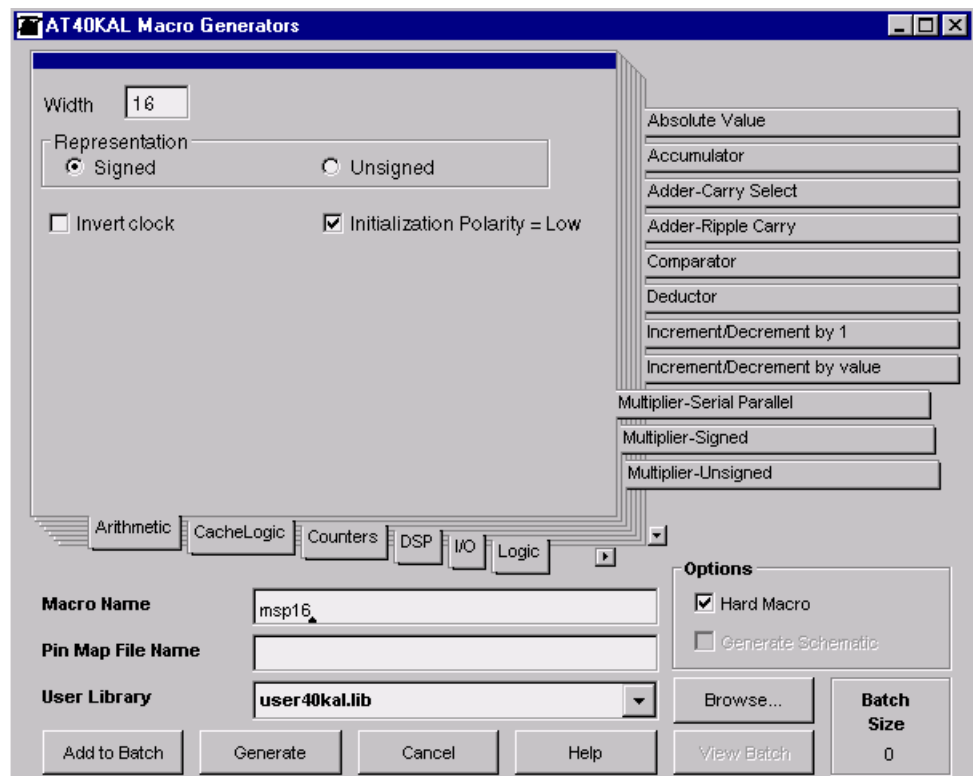 AT40KAL Macro Generators
Width 16
Representation
Signed Unsigned
Invert clock Initialization Polarity = Low
Absolute Value
Accumulator
Adder-Carry Select
Adder-Ripple Carry
Comparator
Deductor
Increment/Decrement by 1
Increment/Decrement by value
Multiplier-Serial Parallel
Multiplier-Signed
Multiplier-Unsigned
Arithmetic CacheLogic Counters DSP I/O Logic
Options
Macro Name msp16 Hard Macro
Pin Map File Name Generate Schematic
User Library user40kal.lib Browse... Batch
Size
Add to Batch Generate Cancel Help View Batch 0